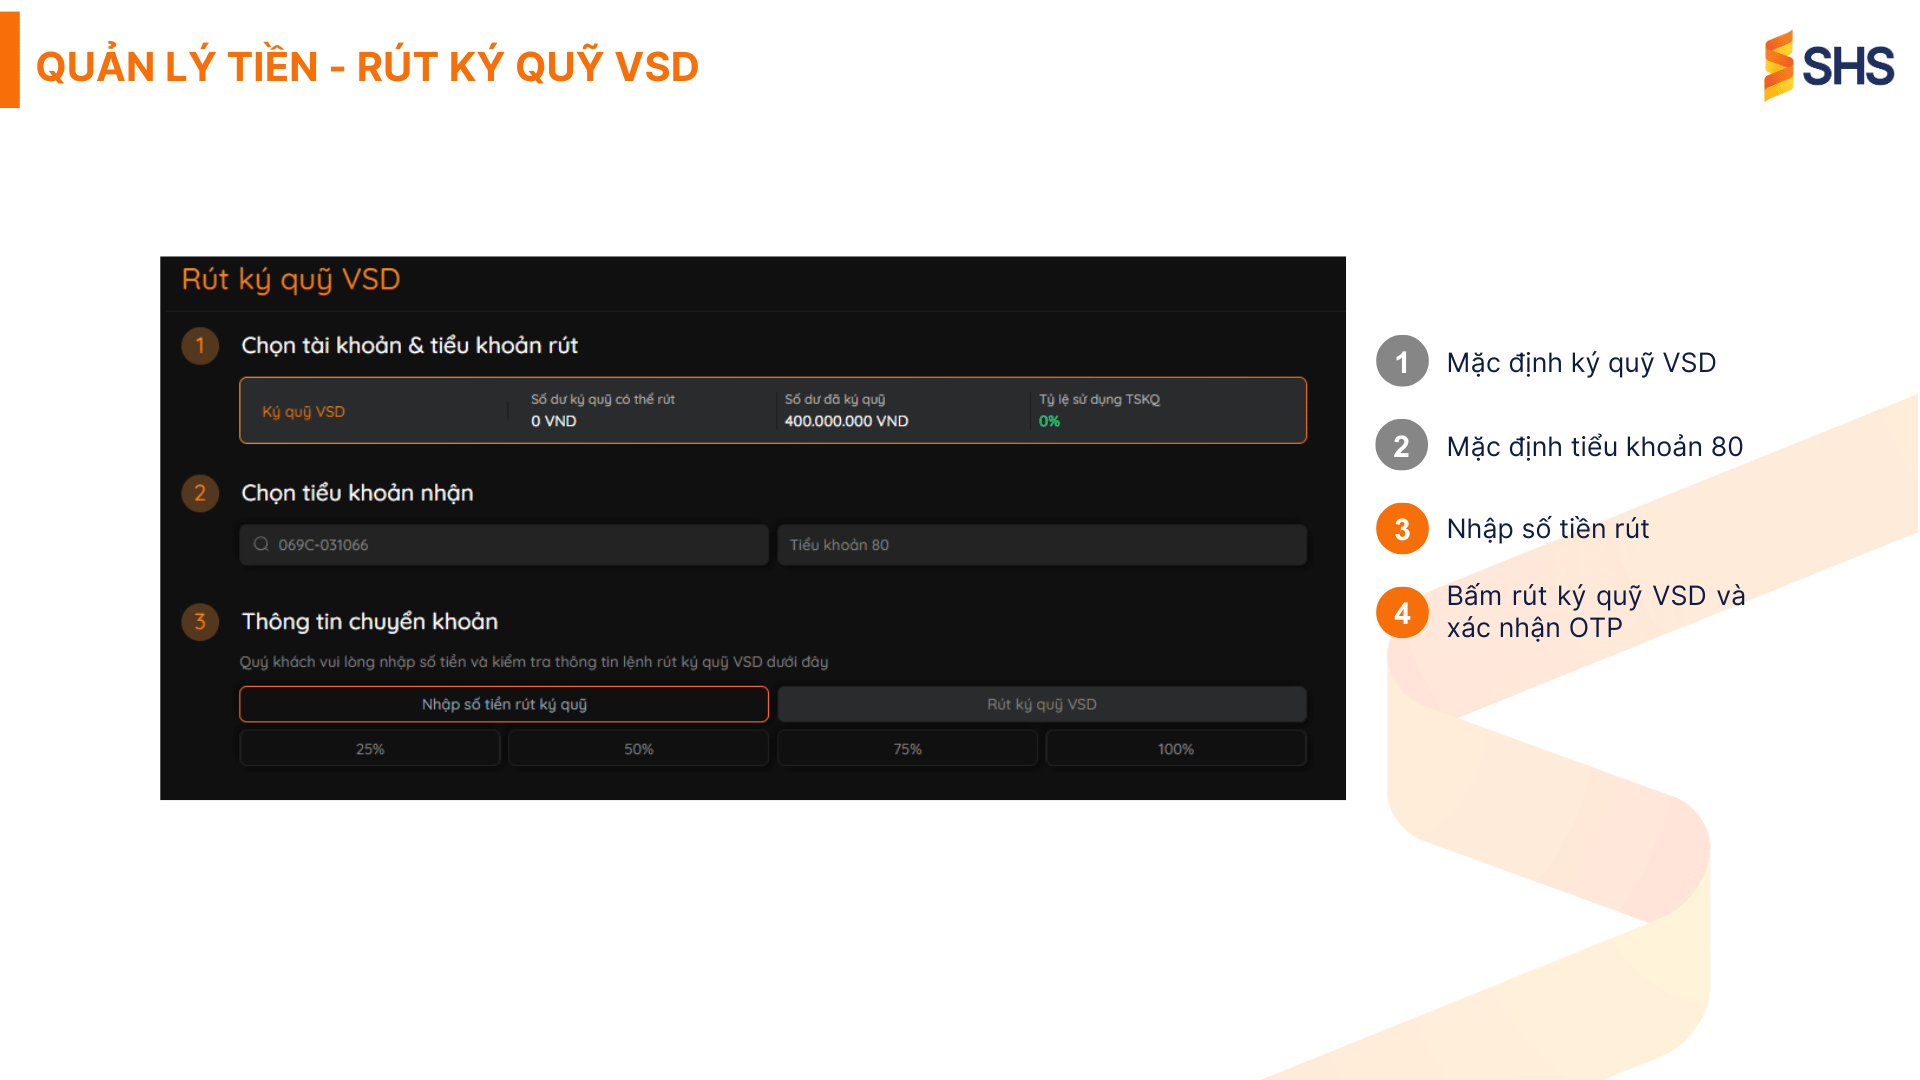 QUẢN LÝ TIỀN - RÚT KÝ QUỸ VSD
SHS
Rút ký quỹ VSD
1 Chọn tài khoản & tiểu khoản rút
Ký quỹ VSD
Số dư ký quỹ có thể rút
0 VND
Số dư đã ký quỹ
400.000.000 VND
Tỷ lệ sử dụng TSKQ
0%
2 Chọn tiểu khoản nhận
069C-031066
Tiểu khoản 80
3 Thông tin chuyển khoản
Quý khách vui lòng nhập số tiền và kiểm tra thông tin lệnh rút ký quỹ VSD dưới đây
Nhập số tiền rút ký quỹ
Rút ký quỹ VSD
25% 50% 75% 100%
1 Mặc định ký quỹ VSD
2 Mặc định tiểu khoản 80
3 Nhập số tiền rút
4 Bấm rút ký quỹ VSD và
xác nhận OTP